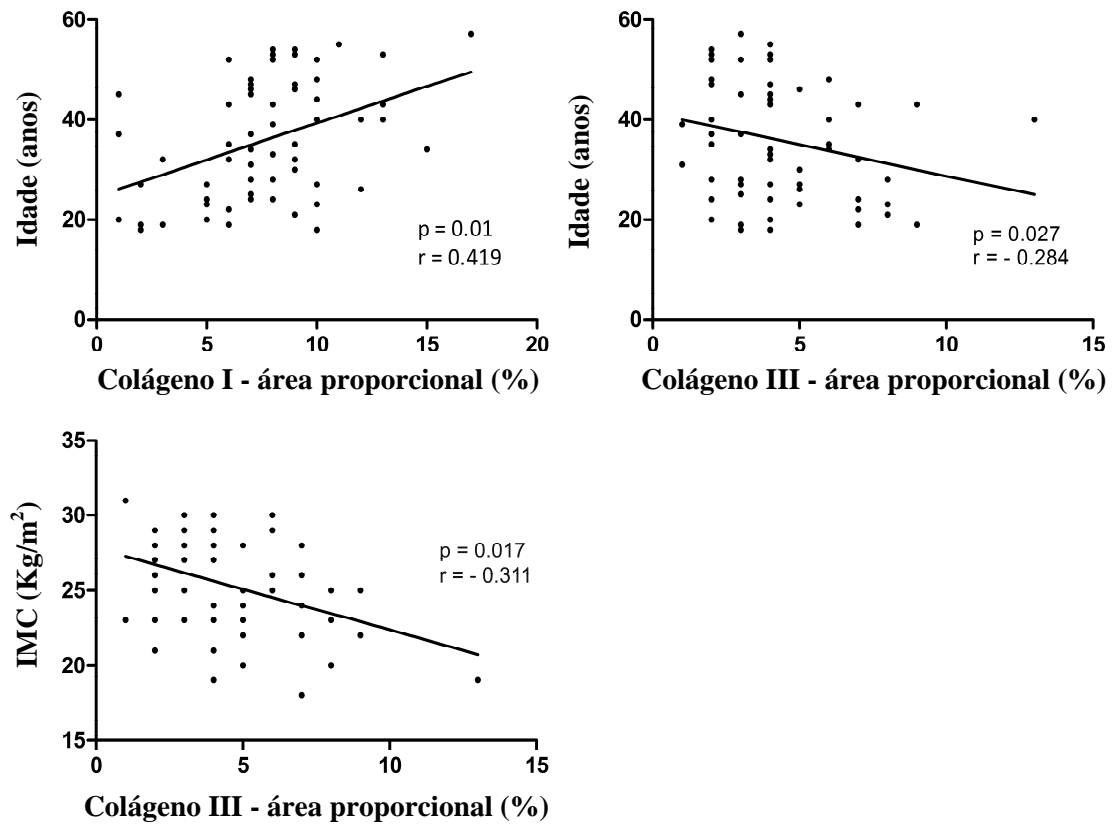 60
40
20
0
Idade (anos)
p = 0.01
r = 0.419
0 5 10 15 20
Colágeno I - área proporcional (%)
60
40
20
0
Idade (anos)
p = 0.027
r = - 0.284
0 5 10 15
Colágeno III - área proporcional (%)
35
30
25
20
15
IMC (Kg/m²)
p = 0.017
r = - 0.311
0 5 10 15
Colágeno III - área proporcional (%)